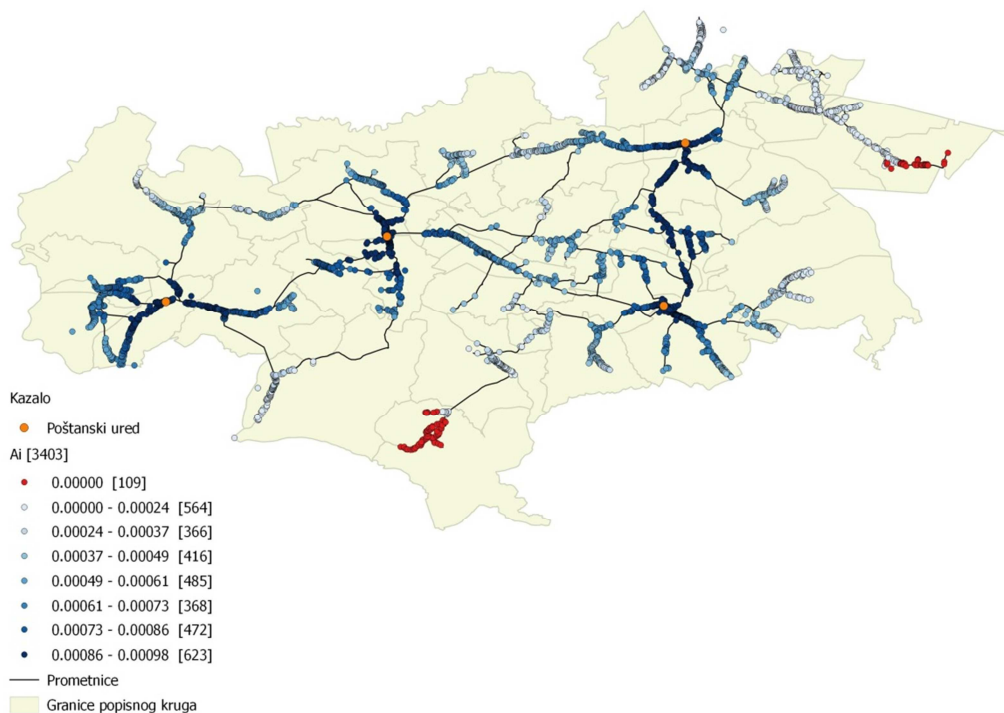 Kazalo
Poštanski ured
Ai [3403]
0.00000 [109]
0.00000 - 0.00024 [564]
0.00024 - 0.00037 [366]
0.00037 - 0.00049 [416]
0.00049 - 0.00061 [485]
0.00061 - 0.00073 [368]
0.00073 - 0.00086 [472]
0.00086 - 0.00098 [623]
Prometnice
Granice popisnog kruga